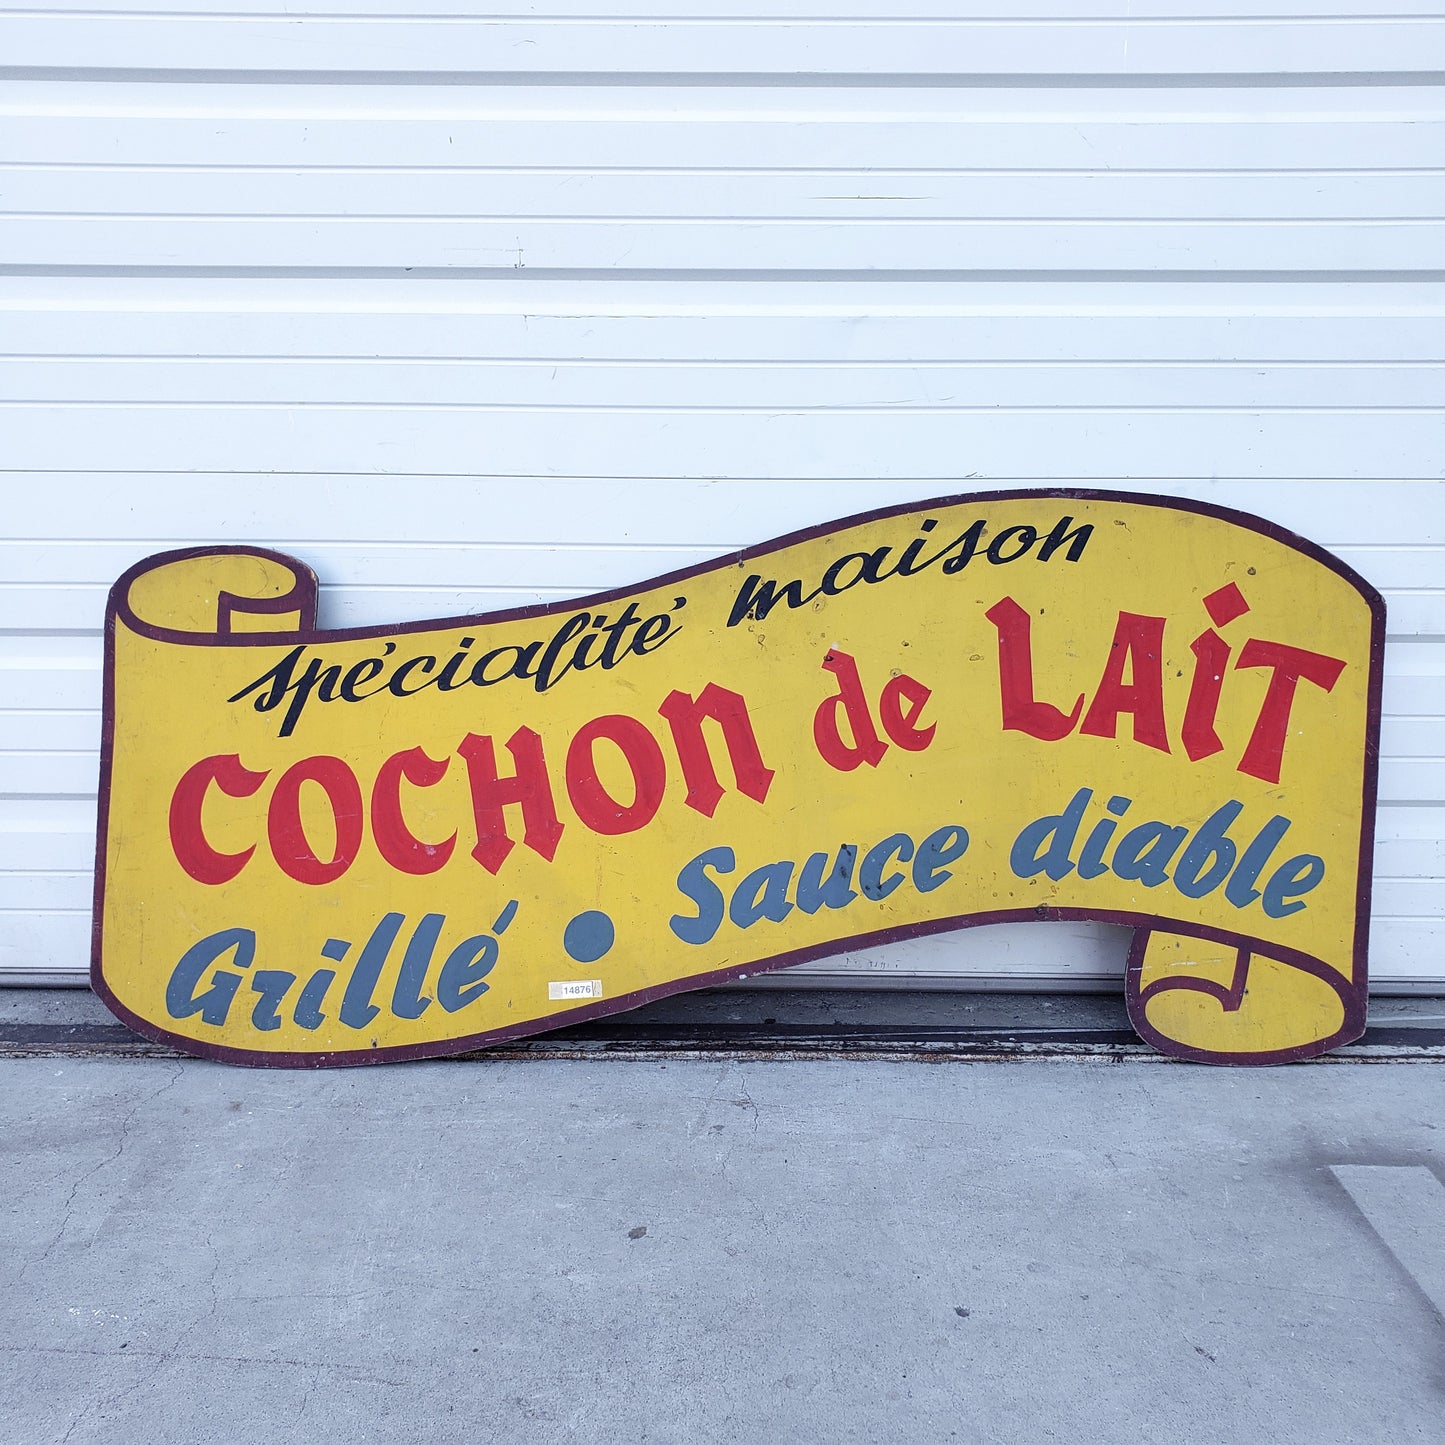 spécialité maison
COCHON de LAiT
Grillé • Sauce diable
14876